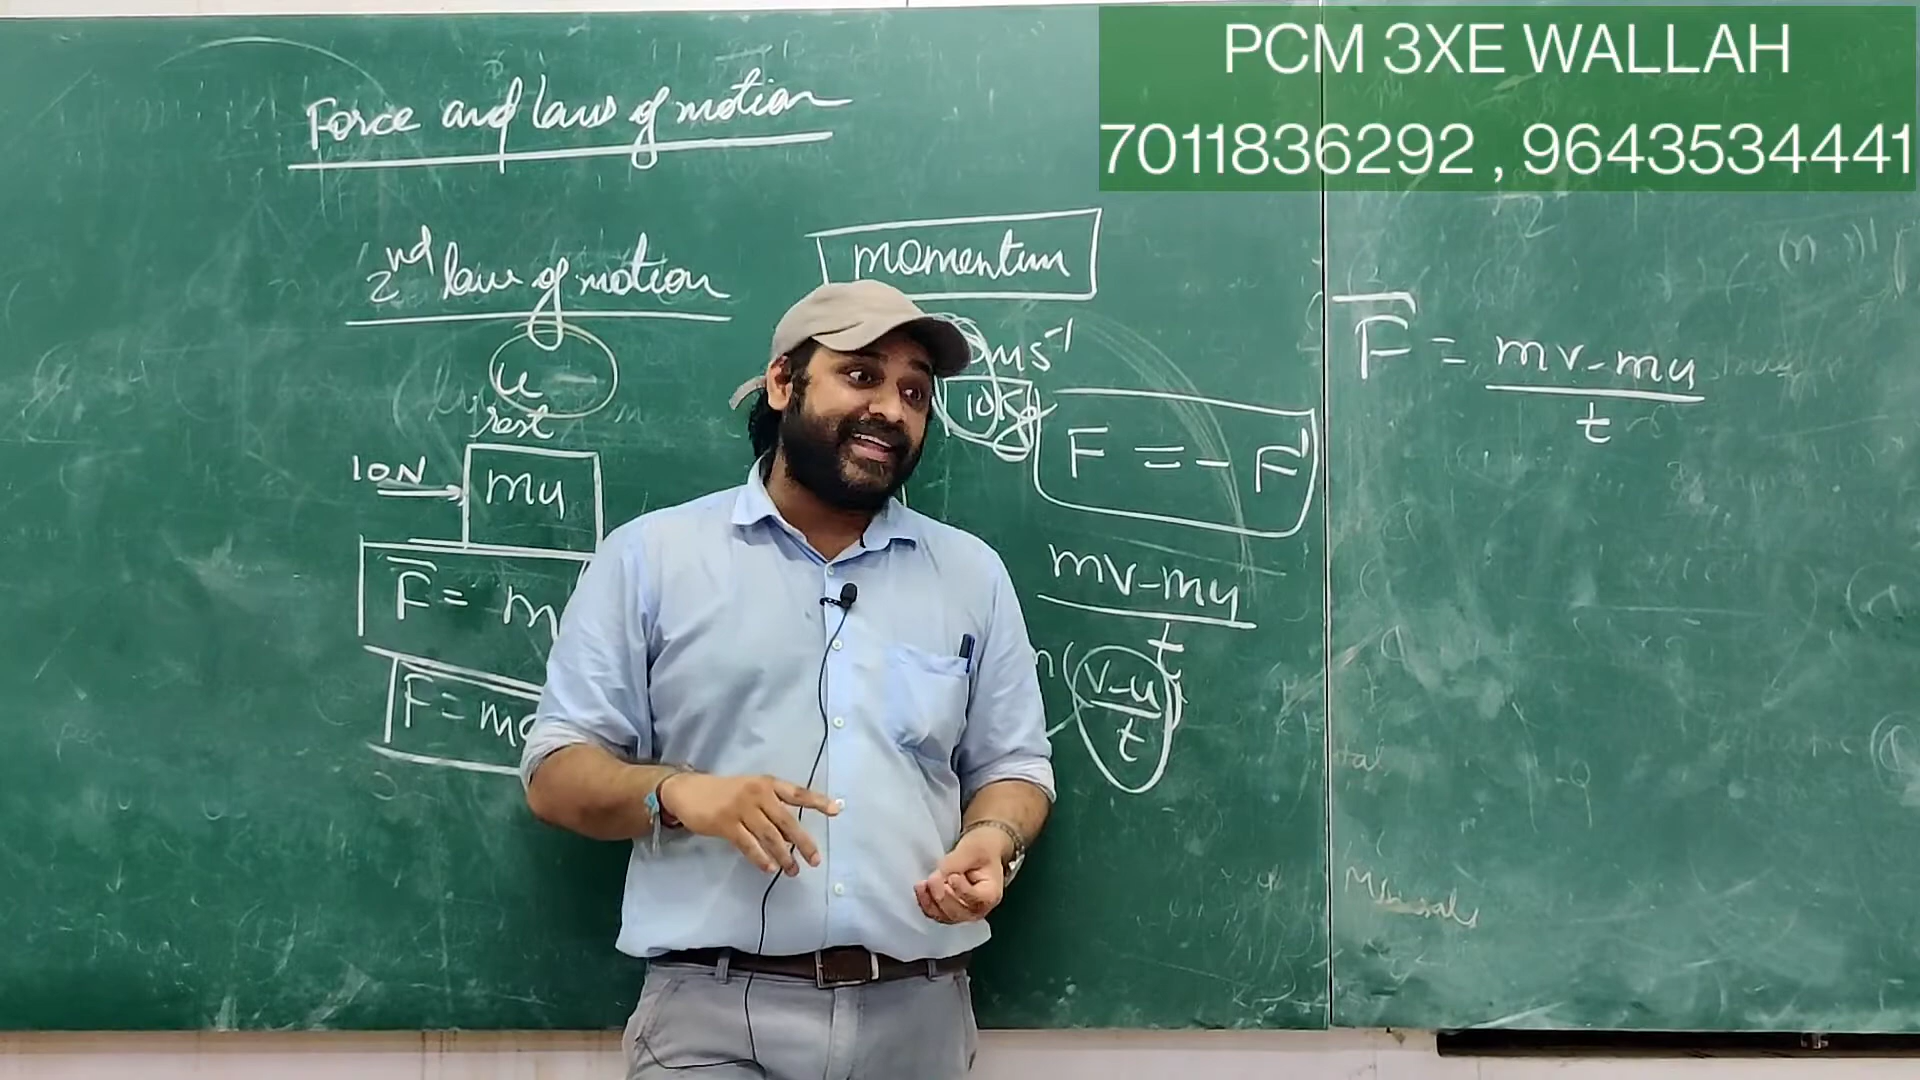 PCM 3XE WALLAH
7011836292 , 9643534441
Force and laws of motion
2nd law of motion
momentum
u
rest
10N
mu
F = m
F = ma
ms-1
10Kg
F = - F'
mv-mu
t
v-u
t
F = mv-mu
t